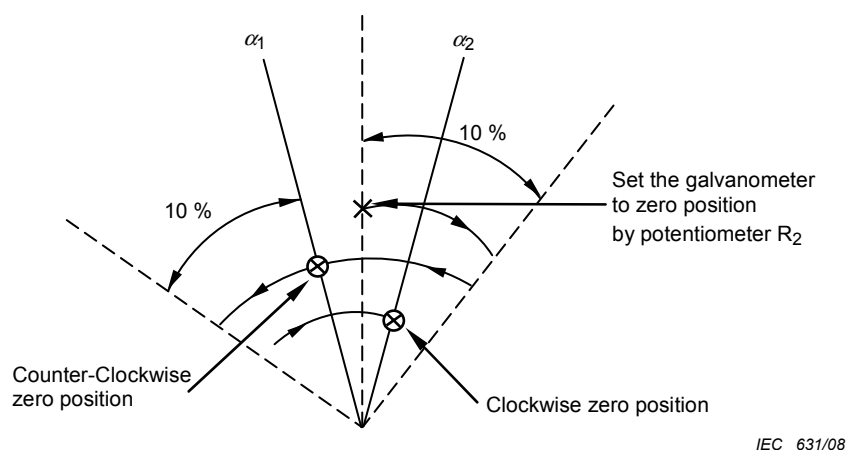 α1
α2
10 %
10 %
Set the galvanometer
to zero position
by potentiometer R2
Counter-Clockwise
zero position
Clockwise zero position
IEC 631/08